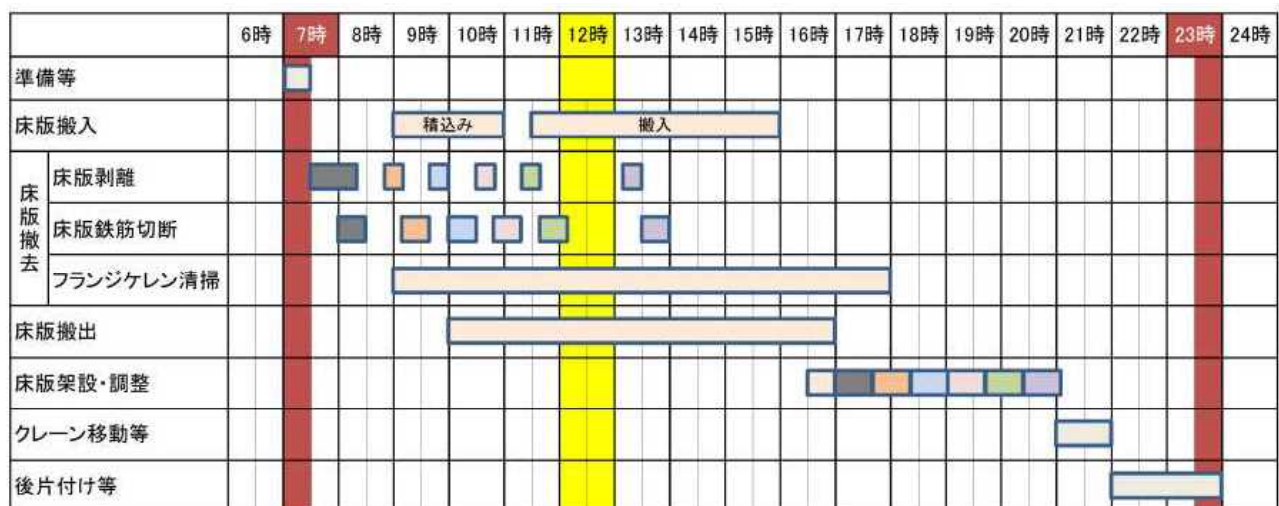 6時 7時 8時 9時 10時 11時 12時 13時 14時 15時 16時 17時 18時 19時 20時 21時 22時 23時 24時
準備等
床版搬入 積込み 搬入
床版撤去
床版剥離
床版鉄筋切断
フランジケレン清掃
床版搬出
床版架設・調整
クレーン移動等
後片付け等